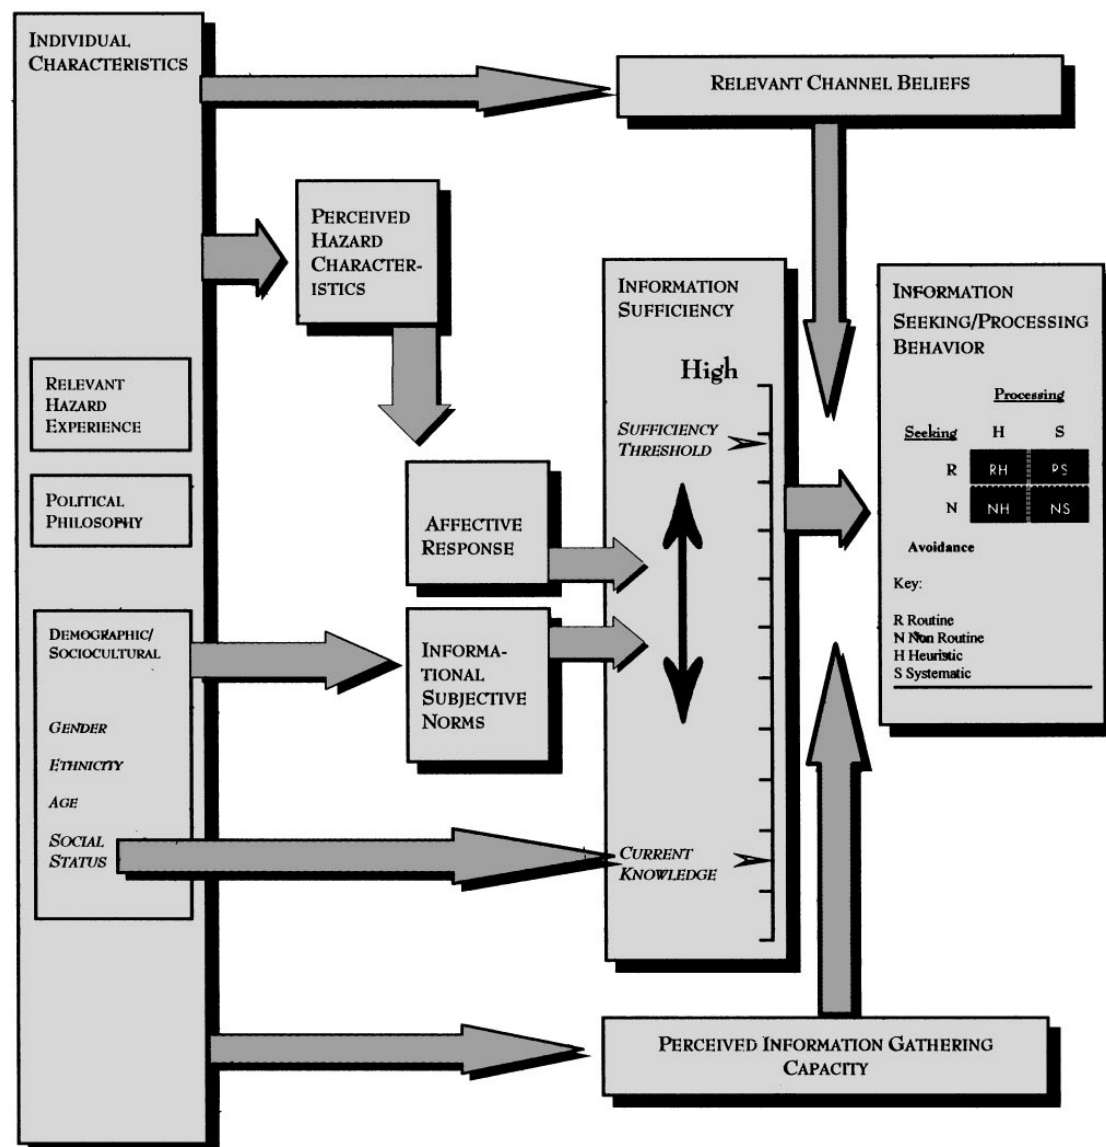 INDIVIDUAL
CHARACTERISTICS
RELEVANT
HAZARD
EXPERIENCE
POLITICAL
PHILOSOPHY
DEMOGRAPHIC/
SOCIOCULTURAL
GENDER
ETHNICITY
AGE
SOCIAL
STATUS
RELEVANT CHANNEL BELIEFS
PERCEIVED
HAZARD
CHARACTER-
ISTICS
AFFECTIVE
RESPONSE
INFORMA-
TIONAL
SUBJECTIVE
NORMS
INFORMATION
SUFFICIENCY
High
SUFFICIENCY
THRESHOLD
CURRENT
KNOWLEDGE
PERCEIVED INFORMATION GATHERING
CAPACITY
INFORMATION
SEEKING/PROCESSING
BEHAVIOR
Processing
Seeking H S
R RH RS
N NH NS
Avoidance
Key:
R Routine
N Non Routine
H Heuristic
S Systematic